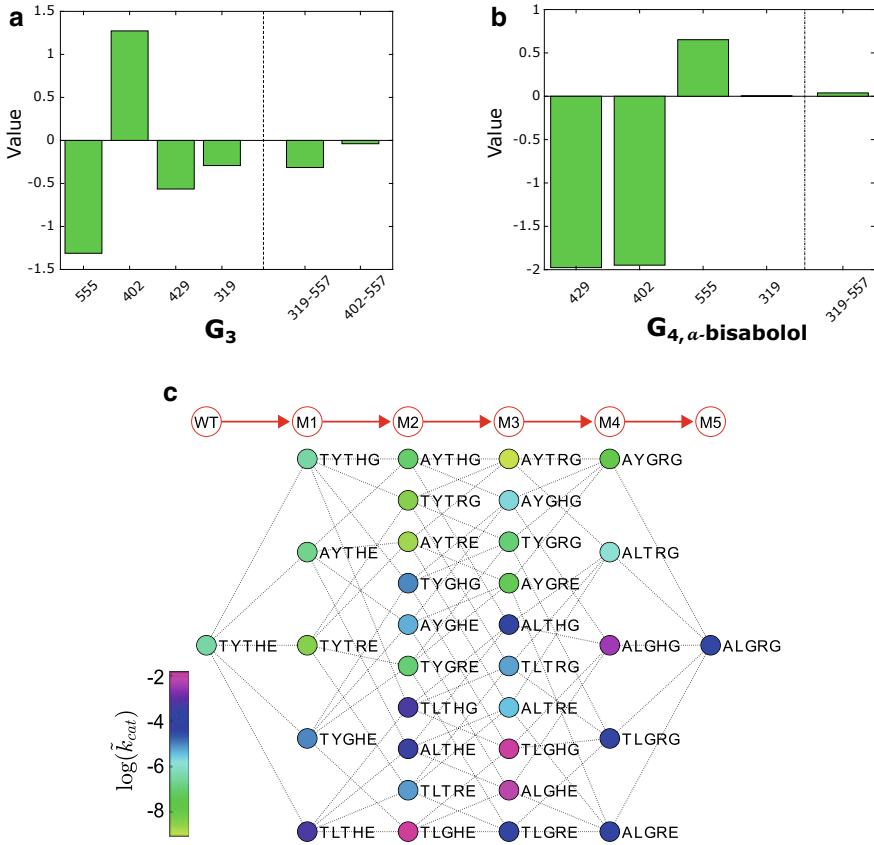 a
1.5
1
0.5
0
-0.5
-1
-1.5
Value
555
402
429
319
319-557
402-557
G3
b
1
0.5
0
-0.5
-1
-1.5
-2
Value
429
402
555
319
319-557
G4, α-bisabolol
c
WT M1 M2 M3 M4 M5
TYTHG AYTHG AYTRG AYGRG
TYTRG AYGHG
AYTHE AYTRE TYGRG ALTRG
TYGHG AYGRE
AYGHE ALTHG
TYTHE TYTRE TYGRE TLTRG ALGHG ALGRG
TLTHG ALTRE
TYGHE ALTHE TLGHG TLGRG
TLTRE ALGHE
TLTHE TLGHE TLGRE ALGRE
-2
-4
-6
-8
log(k̃cat)